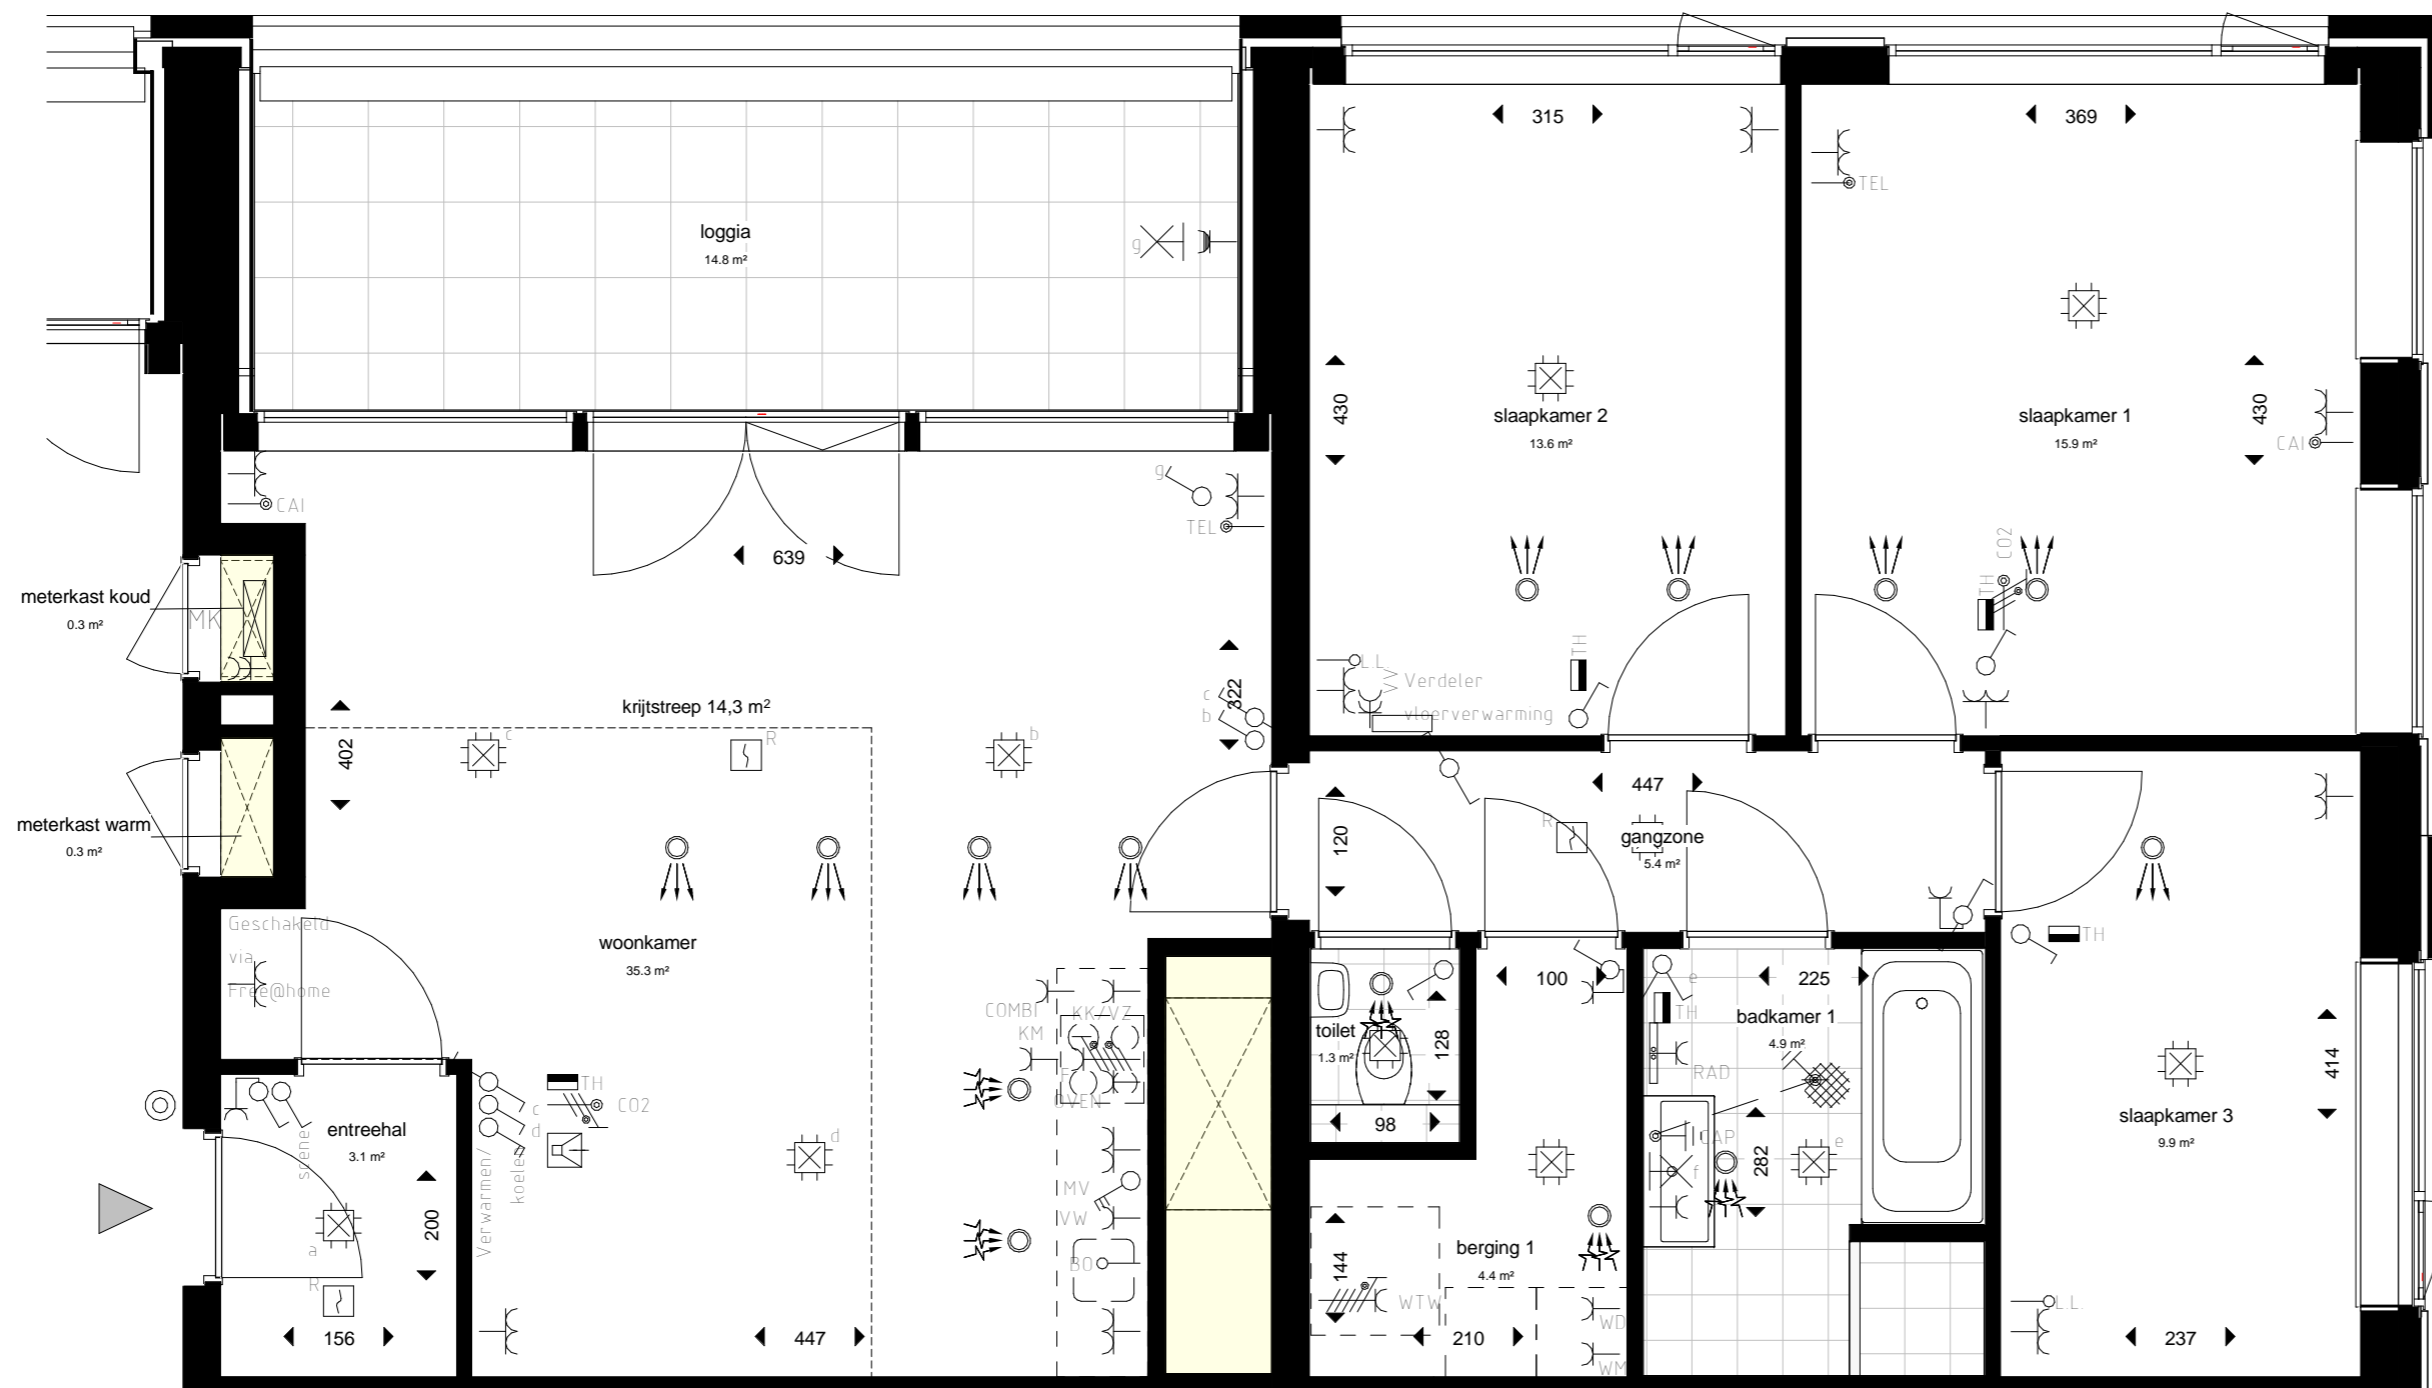 315
369
TEL
loggia
14.8 m²
g
430
slaapkamer 2
13.6 m²
slaapkamer 1
15.9 m²
430
CAI
CAI
g
TEL
639
CO2
TH
meterkast koud
0.3 m²
MK
TH
L.L.
Verdeler
vloerverwarming
322
c
b
krijtstreep 14,3 m²
402
c
R
b
447
120
R
gangzone
5.4 m²
meterkast warm
0.3 m²
Geschakeld
via
Free@home
woonkamer
35.3 m²
TH
COMBI
KK/VZ
KM
OVEN
100
225
e
TH
badkamer 1
4.9 m²
toilet
1.3 m²
128
98
RAD
414
TH
CO2
c
d
entreehal
3.1 m²
scene
Verwarmen/
koelen
d
CAP
282
e
f
slaapkamer 3
9.9 m²
MV
VW
BO
200
a
R
144
berging 1
4.4 m²
WTW
WD
WM
L.L.
156
447
210
237